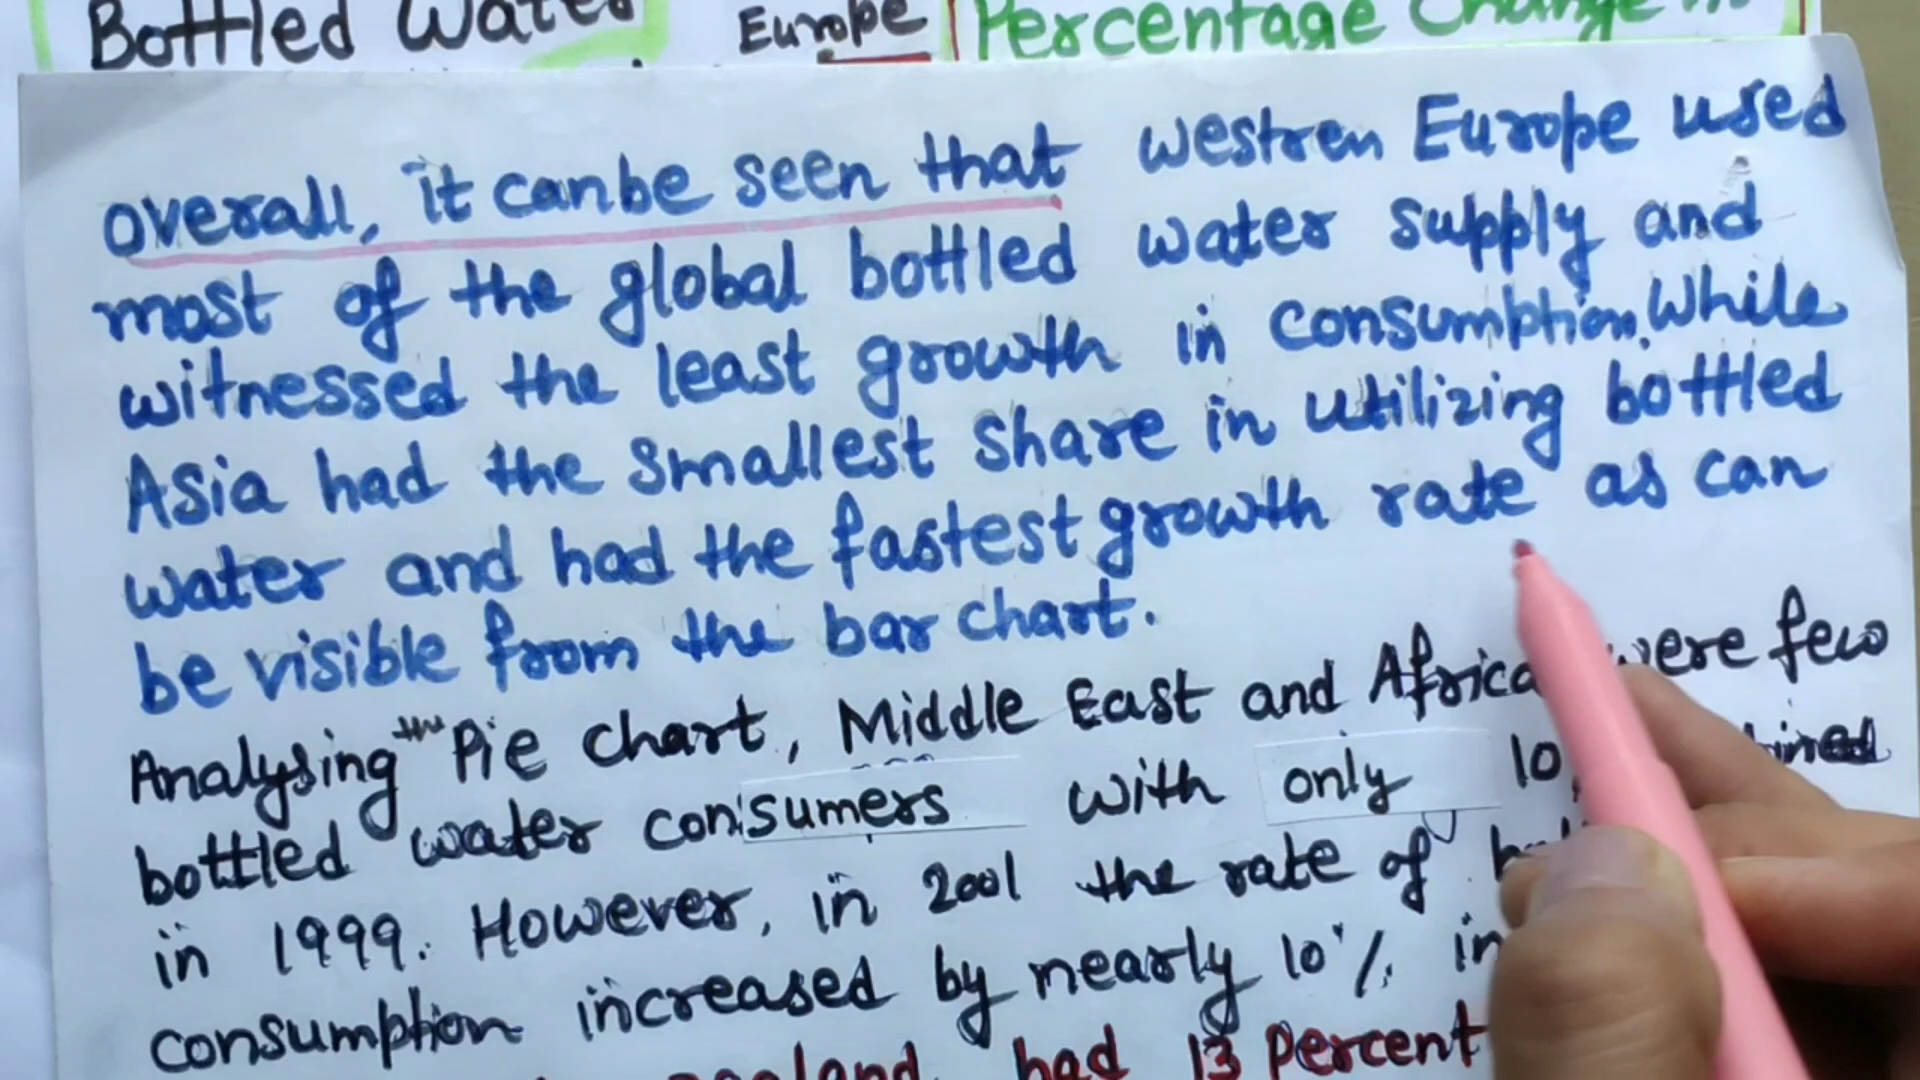 Bottled Water Europe Percentage Change in
Overall, it canbe seen that westren Europe used
most of the global bottled water supply and
witnessed the least growth in consumption. While
Asia had the smallest share in utilizing bottled
water and had the fastest growth rate as can
be visible from the bar chart.
Analysing the Pie chart, Middle East and Africa were few
bottled water consumers with only 10
in 1999. However, in 2001 the rate of
consumption increased by nearly 10% in
had 13 percent